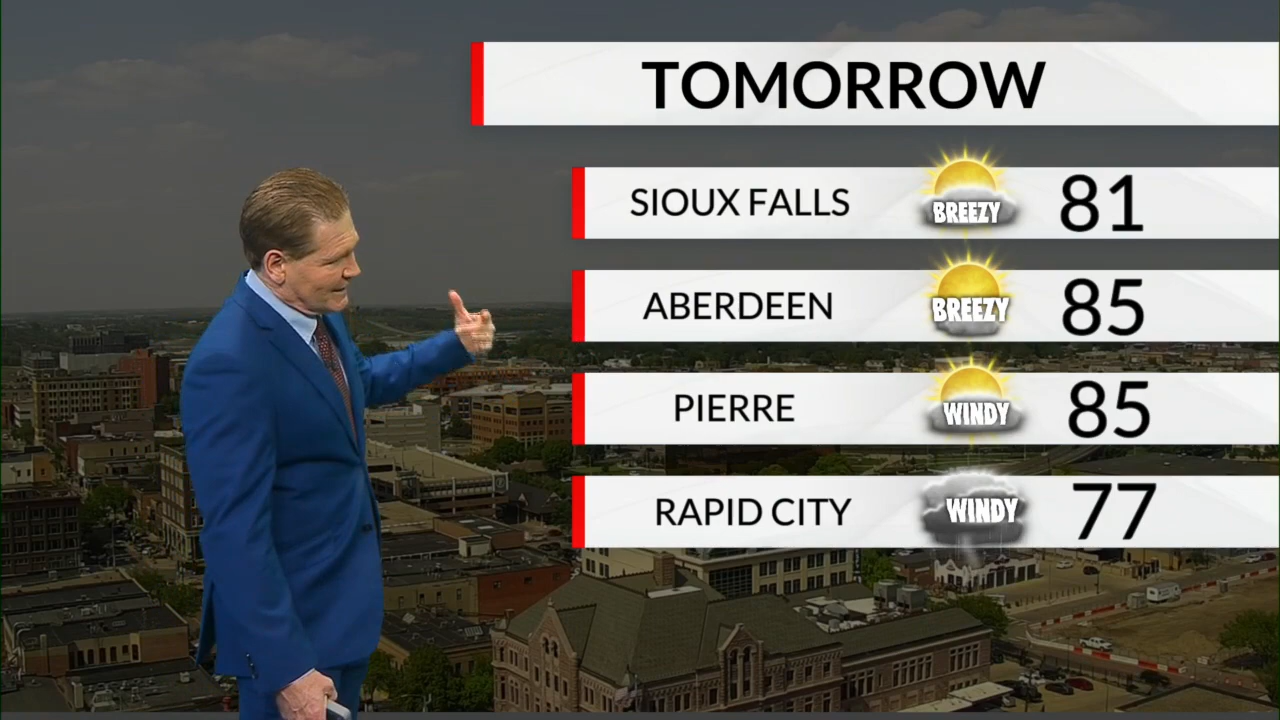 TOMORROW
SIOUX FALLS BREEZY 81
ABERDEEN BREEZY 85
PIERRE WINDY 85
RAPID CITY WINDY 77